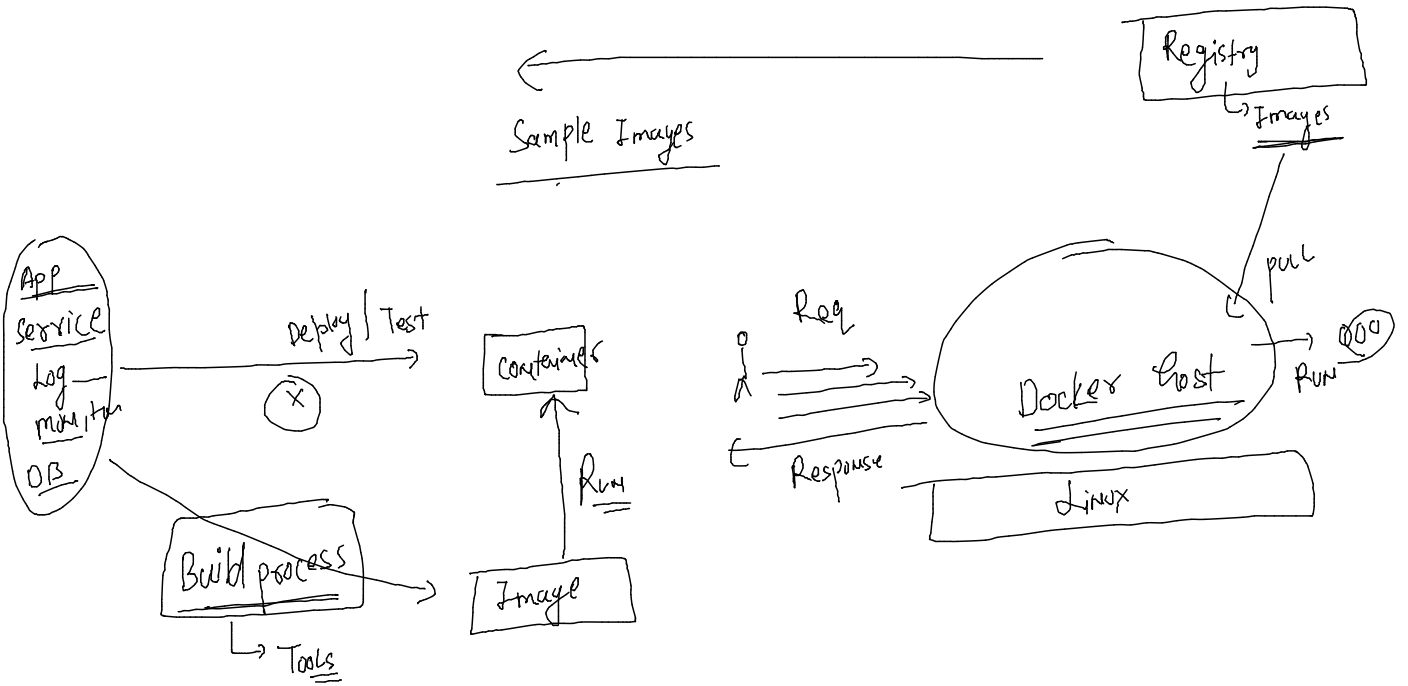 Registry
Images
Sample Images
PULL
App
Service
Log
monitor
DB
Deploy / Test
X
Container
Run
Image
Build process
Tools
Req
Response
Docker host
RUN
Linux